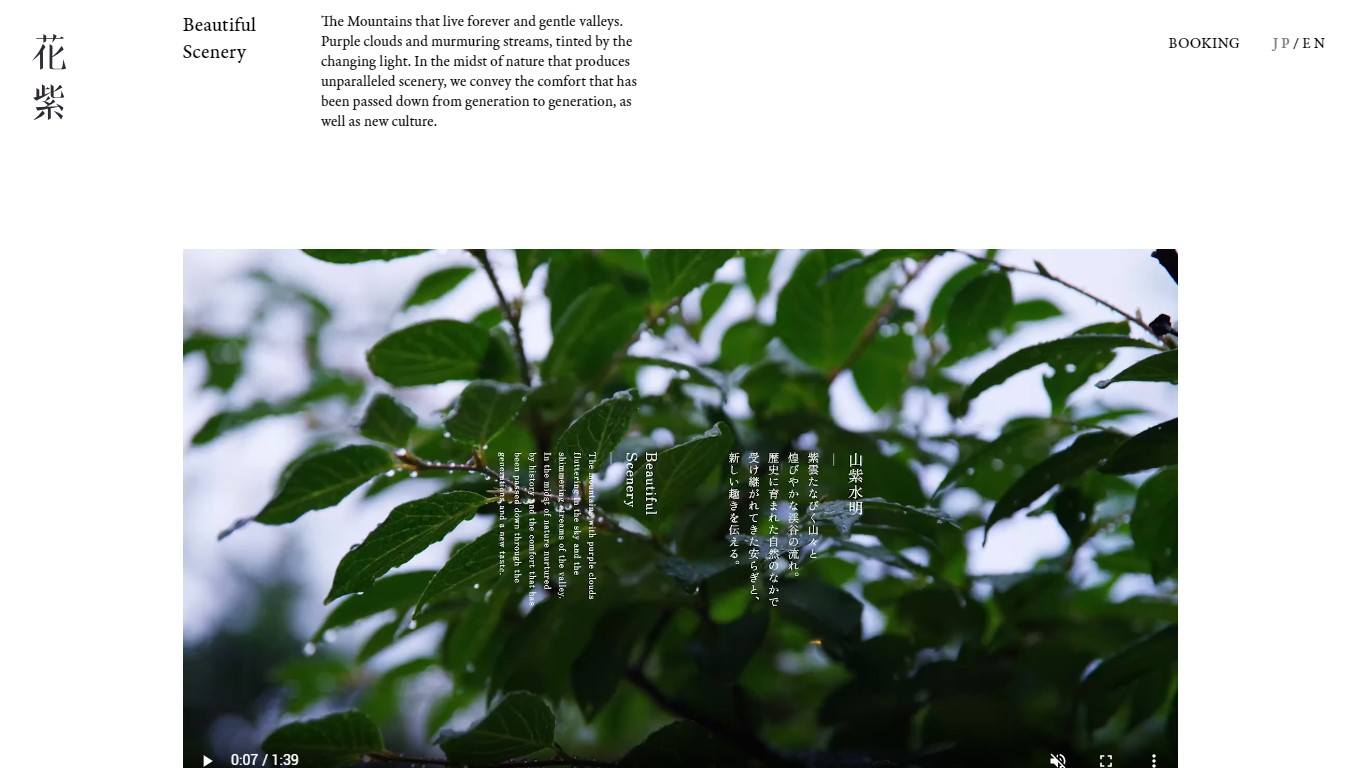 花紫
Beautiful
Scenery
The Mountains that live forever and gentle valleys.
Purple clouds and murmuring streams, tinted by the
changing light. In the midst of nature that produces
unparalleled scenery, we convey the comfort that has
been passed down from generation to generation, as
well as new culture.
BOOKING
JP / EN
山紫水明
紫雲たなびく山々と
煌びやかな渓谷の流れ。
歴史に育まれた自然のなかで
受け継がれてきた安らぎと、
新しい趣きを伝える。
Beautiful
Scenery
The mountains with purple clouds
fluttering in the sky and the
shimmering streams of the valley.
In the midst of nature nurtured
by history and the comfort that has
been passed down through the
generations and a new taste.
0:07 / 1:39